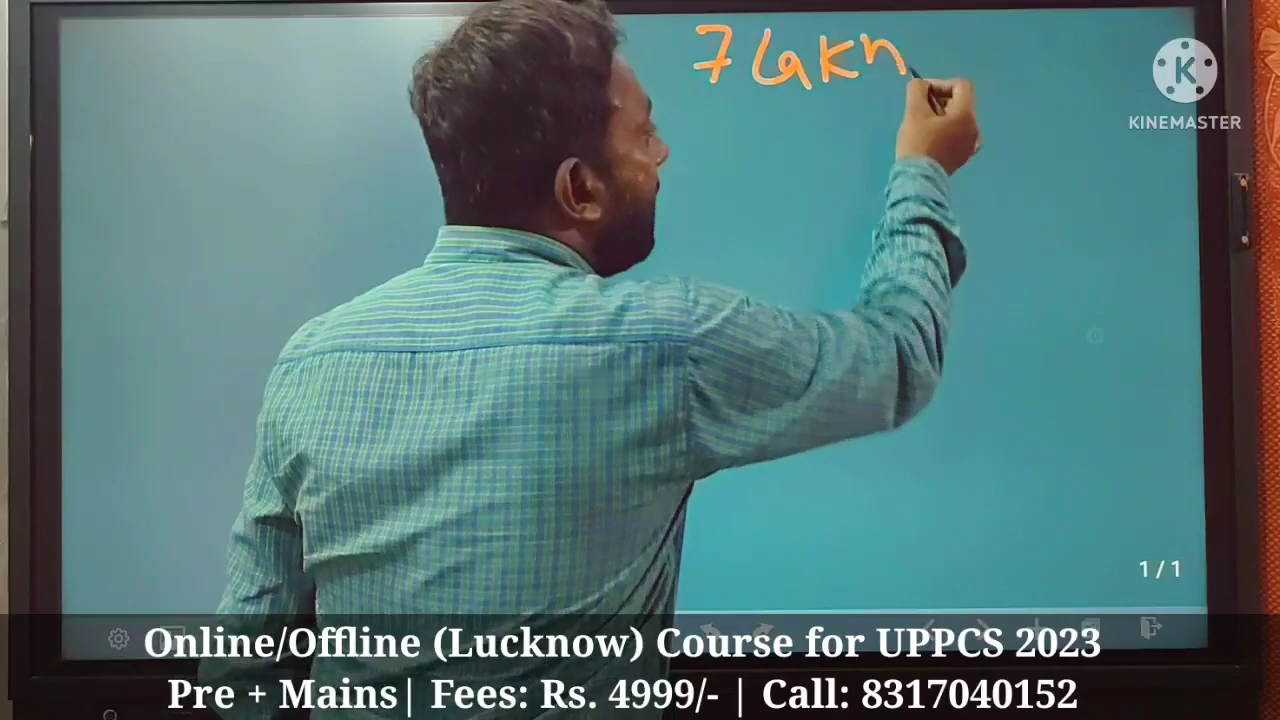 7 Lakh
K
KINEMASTER
1 / 1
Online/Offline (Lucknow) Course for UPPCS 2023
Pre + Mains| Fees: Rs. 4999/- | Call: 8317040152